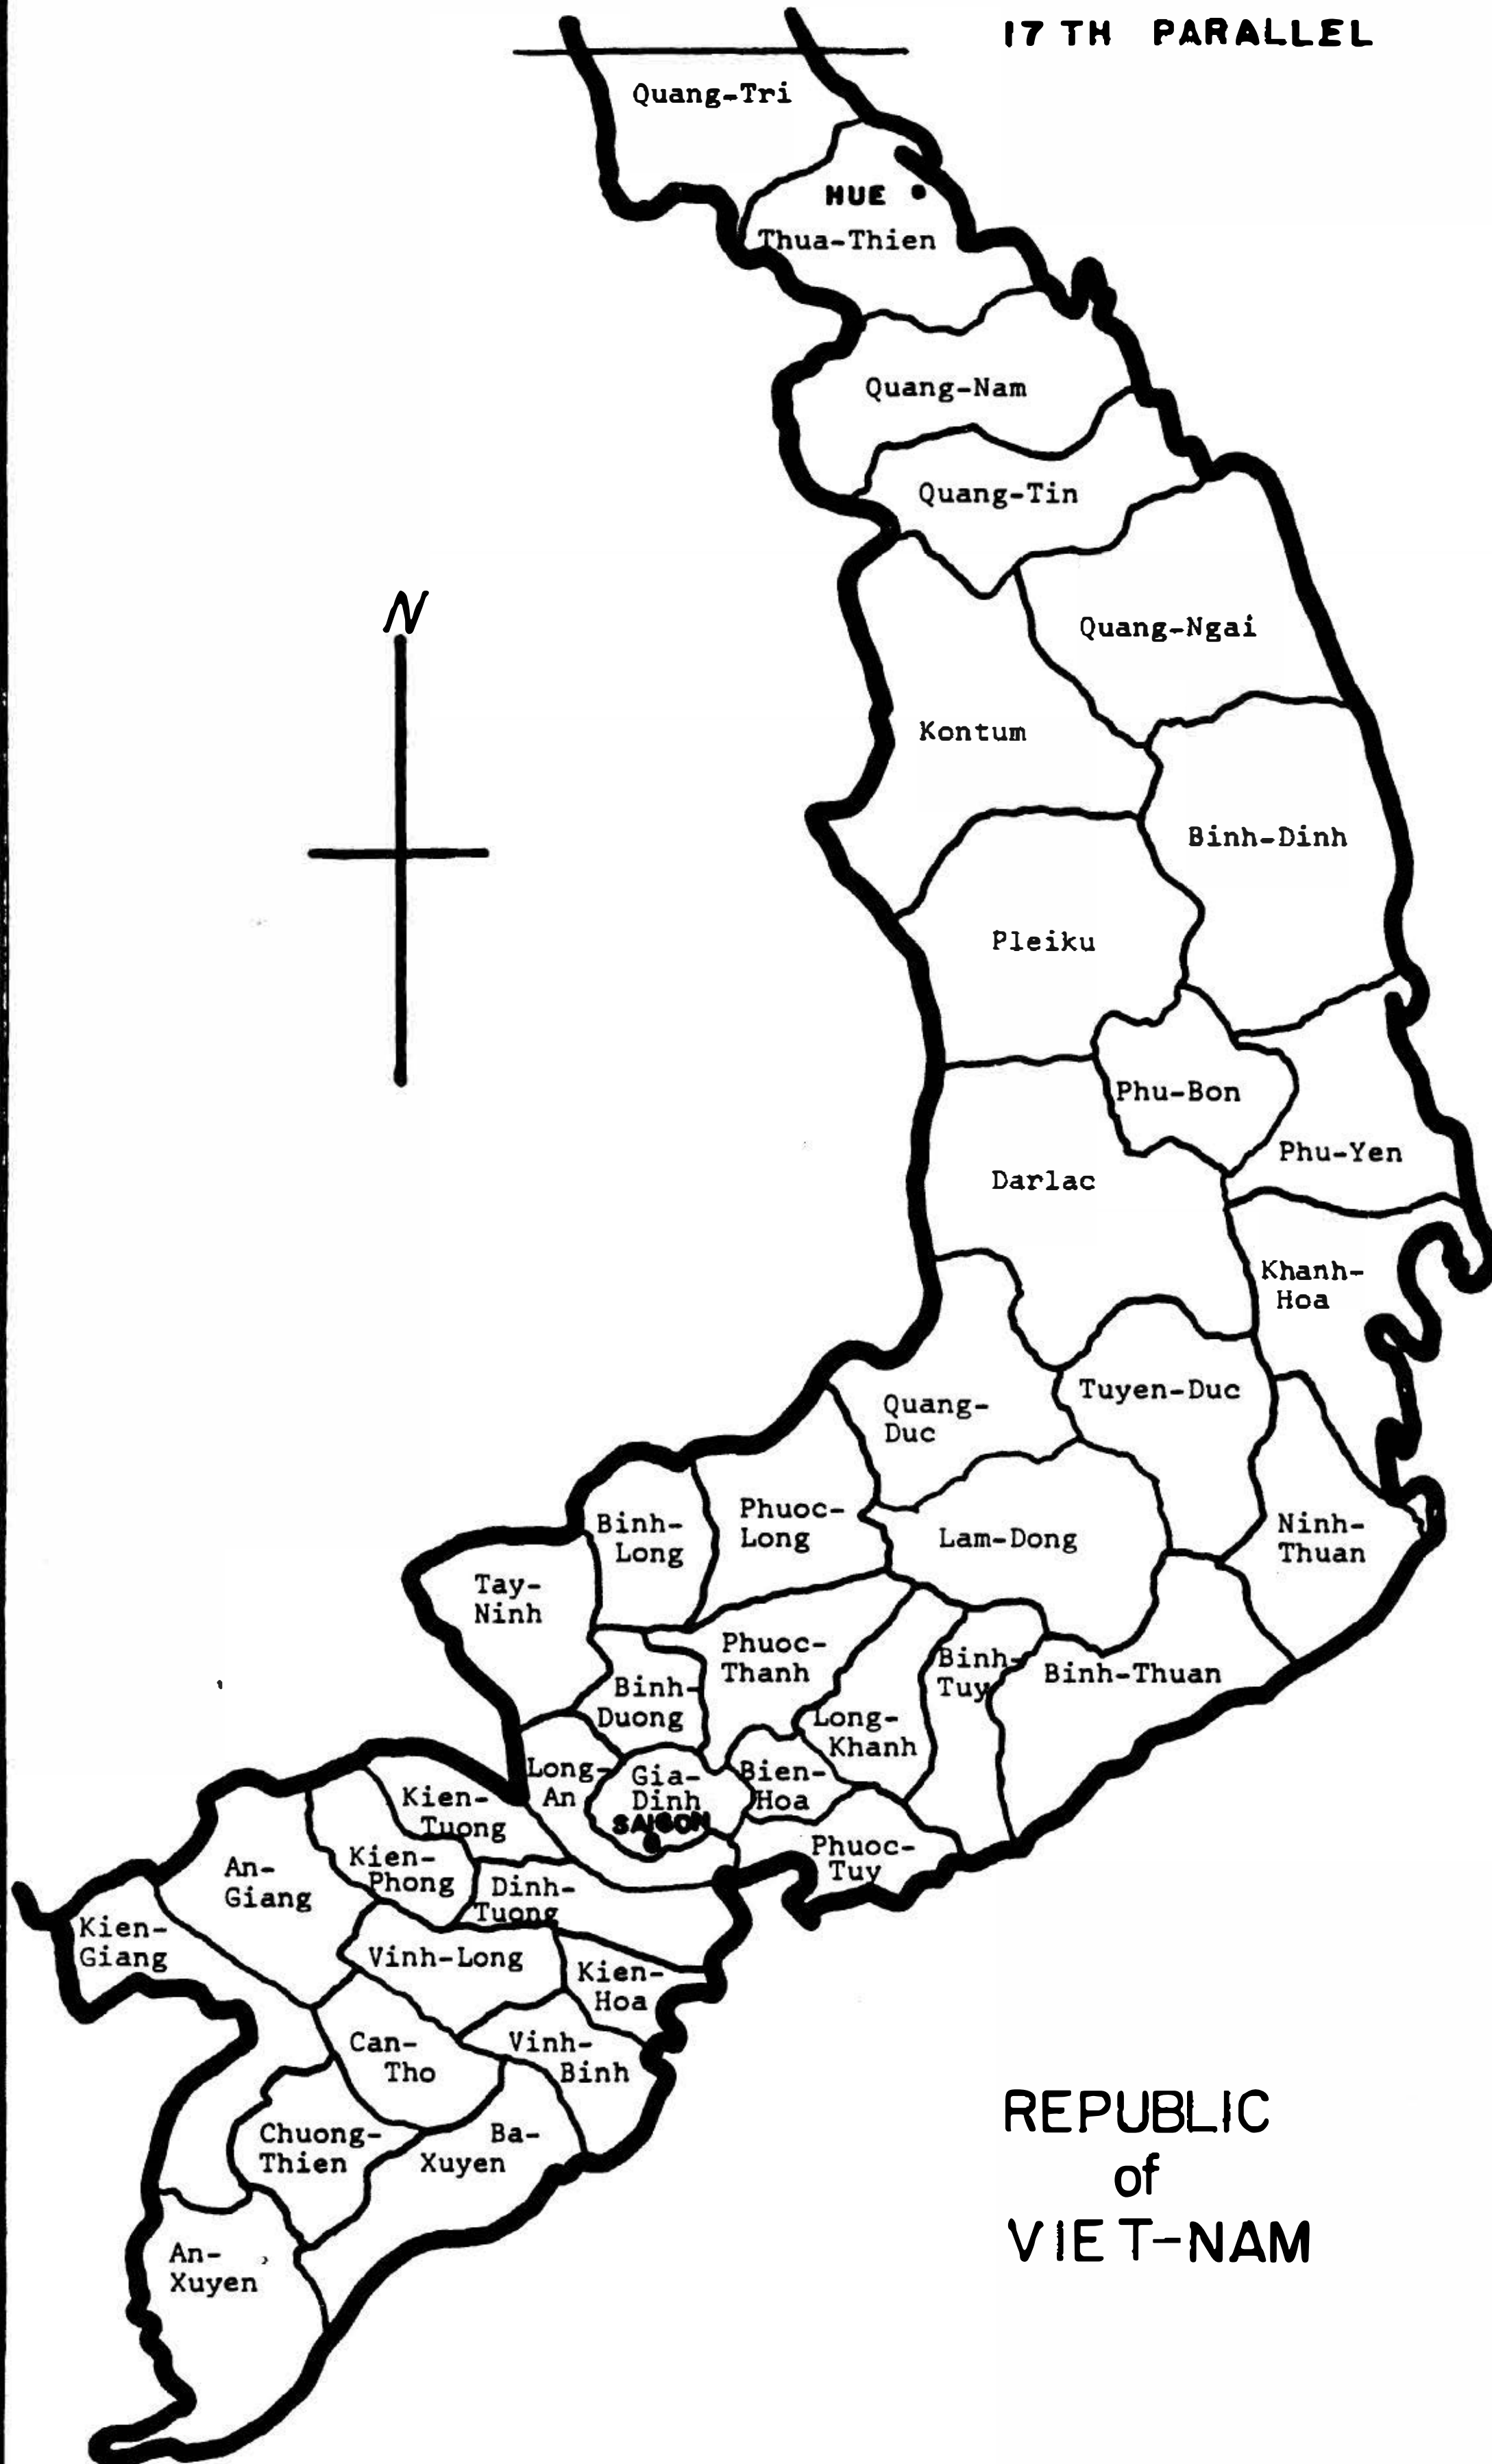 17 TH PARALLEL
Quang-Tri
HUE
Thua-Thien
Quang-Nam
Quang-Tin
N
Quang-Ngai
Kontum
Binh-Dinh
Pleiku
Phu-Bon
Phu-Yen
Darlac
Khanh-
Hoa
Tuyen-Duc
Quang-
Duc
Phuoc-
Long
Binh-
Long
Lam-Dong
Ninh-
Thuan
Tay-
Ninh
Phuoc-
Thanh
Binh-
Tuy
Binh-Thuan
Binh-
Duong
Long-
Khanh
Long-
An
Gia-
Dinh
SAIGON
Bien-
Hoa
Kien-
Tuong
Phuoc-
Tuy
Kien-
Phong
An-
Giang
Dinh-
Tuong
Kien-
Giang
Vinh-Long
Kien-
Hoa
Can-
Tho
Vinh-
Binh
Chuong-
Thien
Ba-
Xuyen
An-
Xuyen
REPUBLIC
of
VIET-NAM